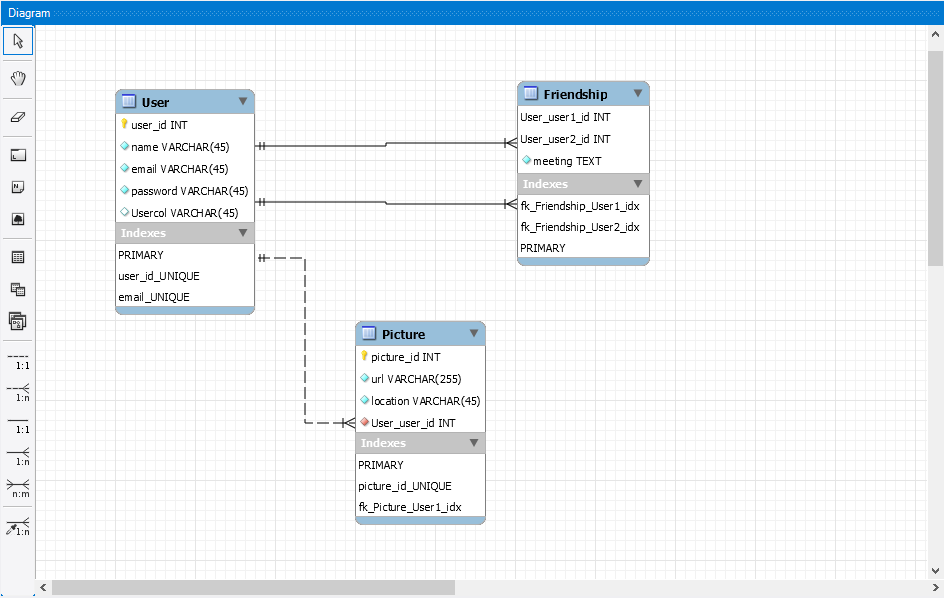 Diagram
User
user_id INT
name VARCHAR(45)
email VARCHAR(45)
password VARCHAR(45)
Usercol VARCHAR(45)
Indexes
PRIMARY
user_id_UNIQUE
email_UNIQUE
Friendship
User_user1_id INT
User_user2_id INT
meeting TEXT
Indexes
fk_Friendship_User1_idx
fk_Friendship_User2_idx
PRIMARY
Picture
picture_id INT
url VARCHAR(255)
location VARCHAR(45)
User_user_id INT
Indexes
PRIMARY
picture_id_UNIQUE
fk_Picture_User1_idx
1:1
1:n
1:1
1:n
n:m
1:n